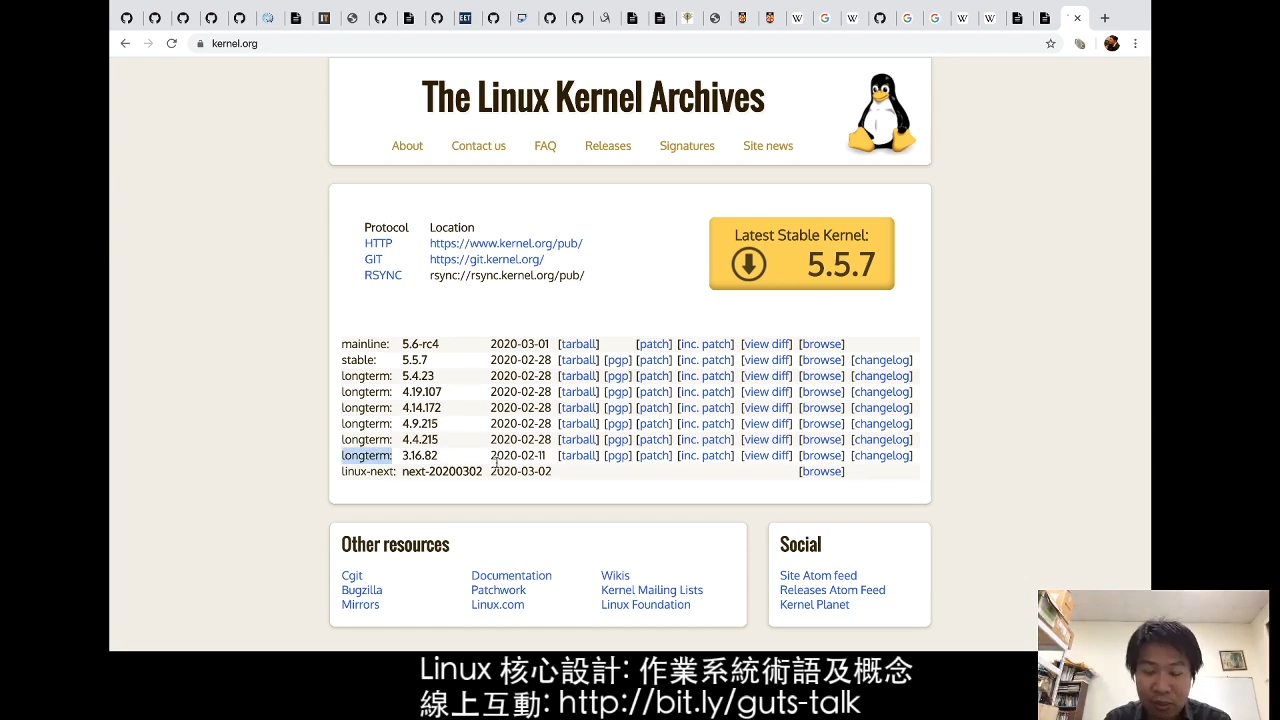 kernel.org
The Linux Kernel Archives
About Contact us FAQ Releases Signatures Site news
Protocol Location
HTTP https://www.kernel.org/pub/
GIT https://git.kernel.org/
RSYNC rsync://rsync.kernel.org/pub/
Latest Stable Kernel:
5.5.7
mainline: 5.6-rc4 2020-03-01 [tarball] [patch] [inc. patch] [view diff] [browse]
stable: 5.5.7 2020-02-28 [tarball] [pgp] [patch] [inc. patch] [view diff] [browse] [changelog]
longterm: 5.4.23 2020-02-28 [tarball] [pgp] [patch] [inc. patch] [view diff] [browse] [changelog]
longterm: 4.19.107 2020-02-28 [tarball] [pgp] [patch] [inc. patch] [view diff] [browse] [changelog]
longterm: 4.14.172 2020-02-28 [tarball] [pgp] [patch] [inc. patch] [view diff] [browse] [changelog]
longterm: 4.9.215 2020-02-28 [tarball] [pgp] [patch] [inc. patch] [view diff] [browse] [changelog]
longterm: 4.4.215 2020-02-28 [tarball] [pgp] [patch] [inc. patch] [view diff] [browse] [changelog]
longterm: 3.16.82 2020-02-11 [tarball] [pgp] [patch] [inc. patch] [view diff] [browse] [changelog]
linux-next: next-20200302 2020-03-02 [browse]
Other resources
Cgit Documentation Wikis
Bugzilla Patchwork Kernel Mailing Lists
Mirrors Linux.com Linux Foundation
Social
Site Atom feed
Releases Atom Feed
Kernel Planet
Linux 核心設計: 作業系統術語及概念
線上互動: http://bit.ly/guts-talk